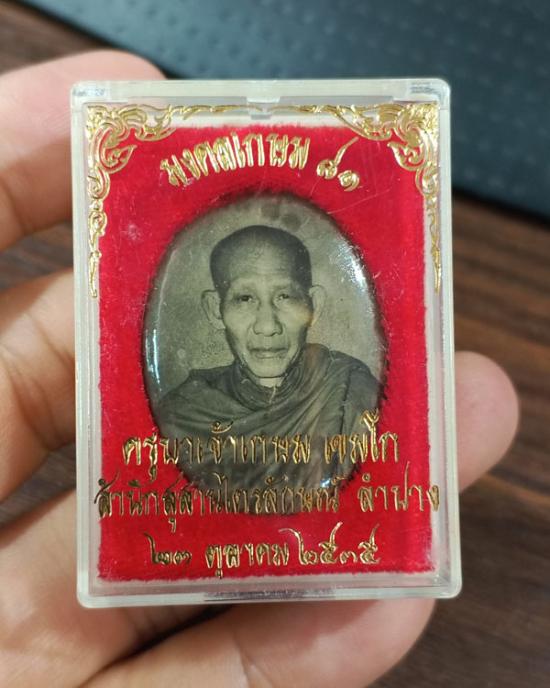 มงคลเกษม ๘๑
ครูบาเจ้าเกษม เขมโก
สำนักสุสานไตรลักษณ์ ลำปาง
๒๓ ตุลาคม ๒๕๓๕